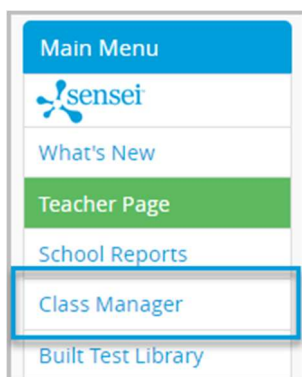 Main Menu
sensei
What's New
Teacher Page
School Reports
Class Manager
Built Test Library